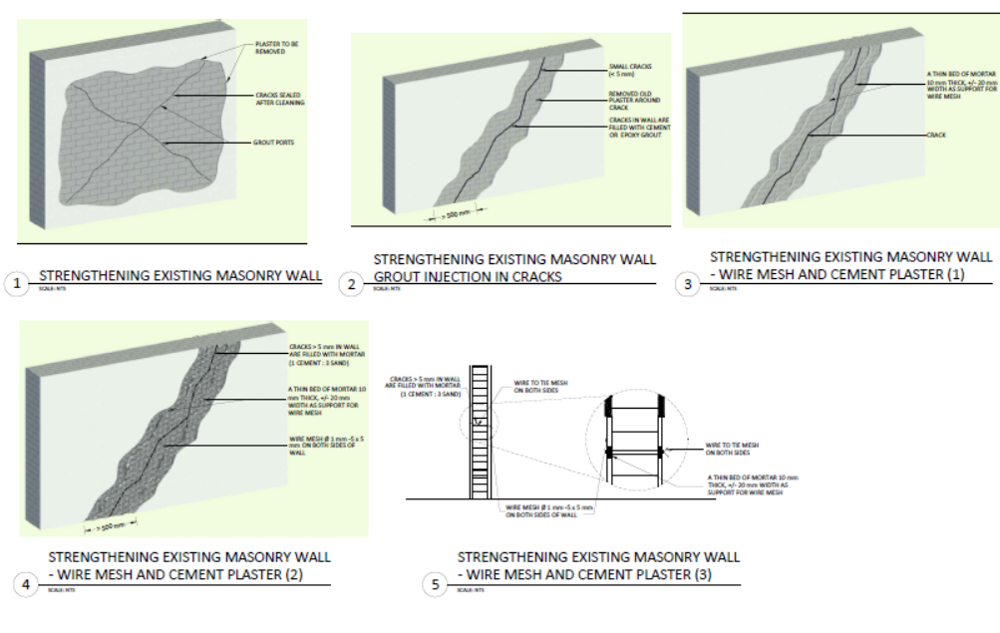 PLASTER TO BE
REMOVED
CRACKS SEALED
AFTER CLEANING
GROUT PORTS
1
STRENGTHENING EXISTING MASONRY WALL
SCALE: NTS
SMALL CRACKS
(< 5 mm)
REMOVED OLD
PLASTER AROUND
CRACK
CRACKS IN WALL ARE
FILLED WITH CEMENT
OR EPOXY GROUT
> 500 mm
2
STRENGTHENING EXISTING MASONRY WALL
GROUT INJECTION IN CRACKS
SCALE: NTS
A THIN BED OF MORTAR
10 mm THICK, +/- 20 mm
WIDTH AS SUPPORT FOR
WIRE MESH
CRACK
3
STRENGTHENING EXISTING MASONRY WALL
- WIRE MESH AND CEMENT PLASTER (1)
SCALE: NTS
CRACKS > 5 mm IN WALL
ARE FILLED WITH MORTAR
(1 CEMENT : 3 SAND)
A THIN BED OF MORTAR 10
mm THICK, +/- 20 mm
WIDTH AS SUPPORT FOR
WIRE MESH
WIRE MESH Ø 1 mm -5 x 5
mm ON BOTH SIDES OF
WALL
> 500 mm
4
STRENGTHENING EXISTING MASONRY WALL
- WIRE MESH AND CEMENT PLASTER (2)
SCALE: NTS
CRACKS > 5 mm IN WALL
ARE FILLED WITH MORTAR
(1 CEMENT : 3 SAND)
WIRE TO TIE MESH
ON BOTH SIDES
WIRE TO TIE MESH
ON BOTH SIDES
A THIN BED OF MORTAR 10 mm
THICK, +/- 20 mm WIDTH AS
SUPPORT FOR WIRE MESH
WIRE MESH Ø 1 mm -5 x 5 mm
ON BOTH SIDES OF WALL
5
STRENGTHENING EXISTING MASONRY WALL
- WIRE MESH AND CEMENT PLASTER (3)
SCALE: NTS